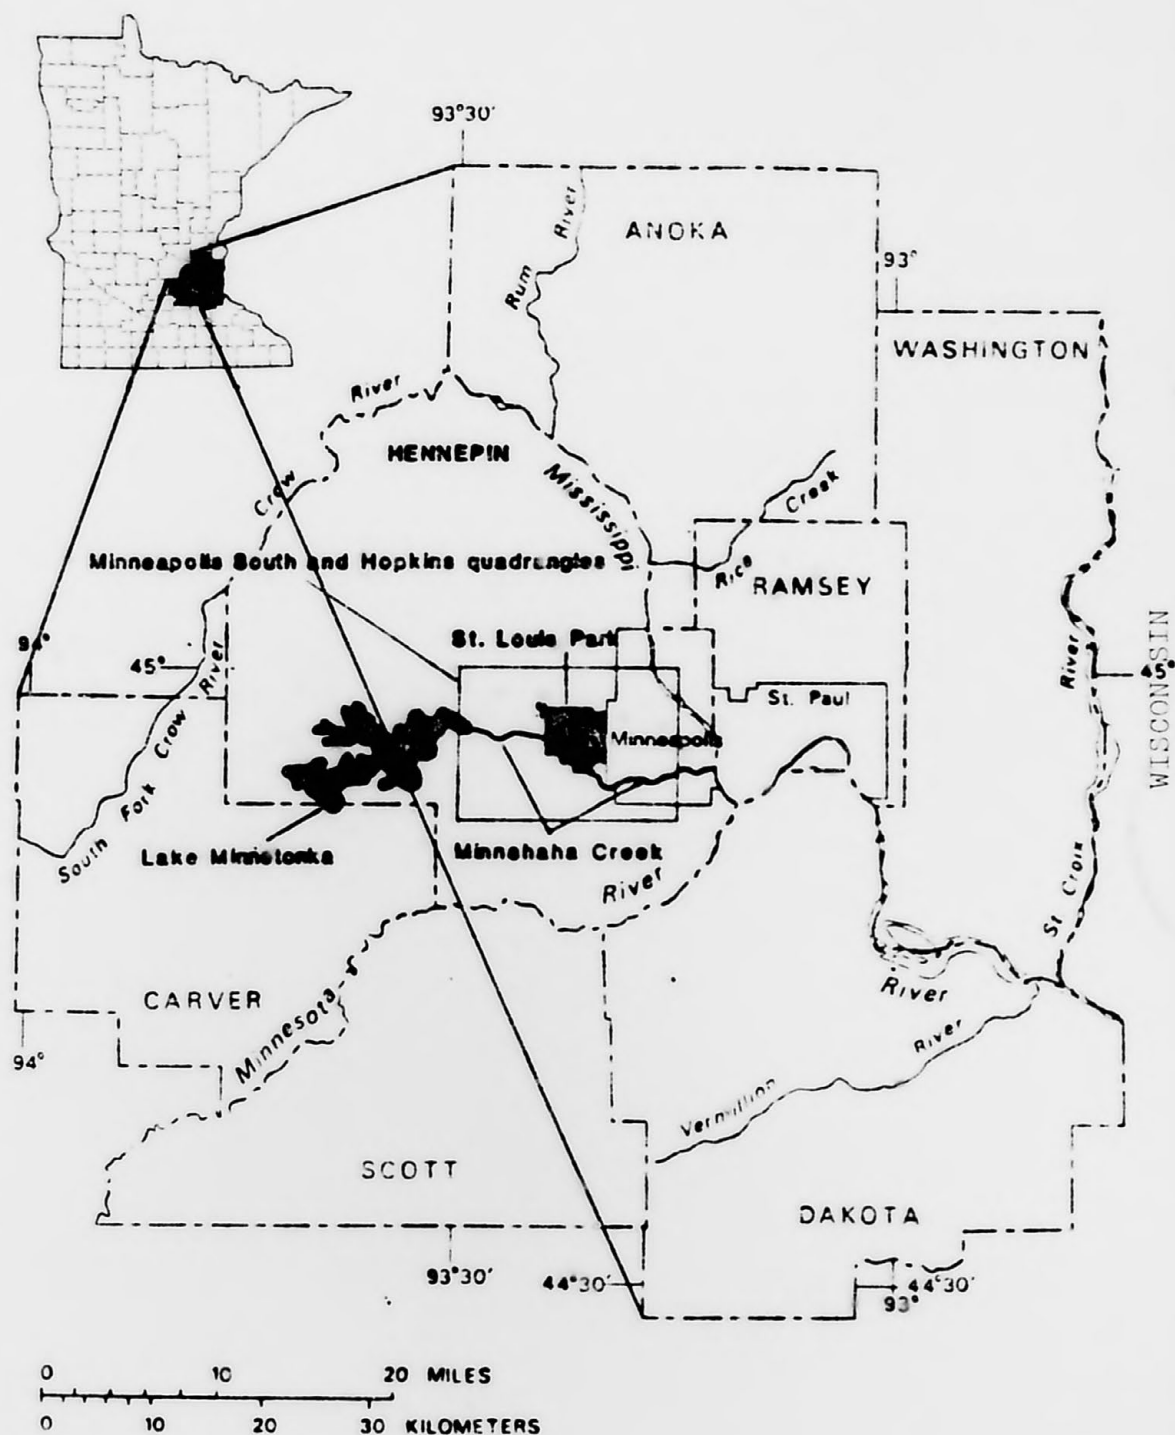 93°30'
ANOKA
Rum River
93°
WASHINGTON
River
HENNEPIN
Crow
Mississippi
Creek
Minneapolis South and Hopkins quadrangles
Rice
RAMSEY
St. Louis Park
94°
45°
River
River
WISCONSIN
45°
St. Paul
South Fork Crow
Minneapolis
Lake Minnetonka
Minnehaha Creek
River
St Croix
CARVER
Minnesota
River
94°
River
Vermillion
SCOTT
DAKOTA
93°30'
44°30'
44°30'
93°
0 10 20 MILES
0 10 20 30 KILOMETERS